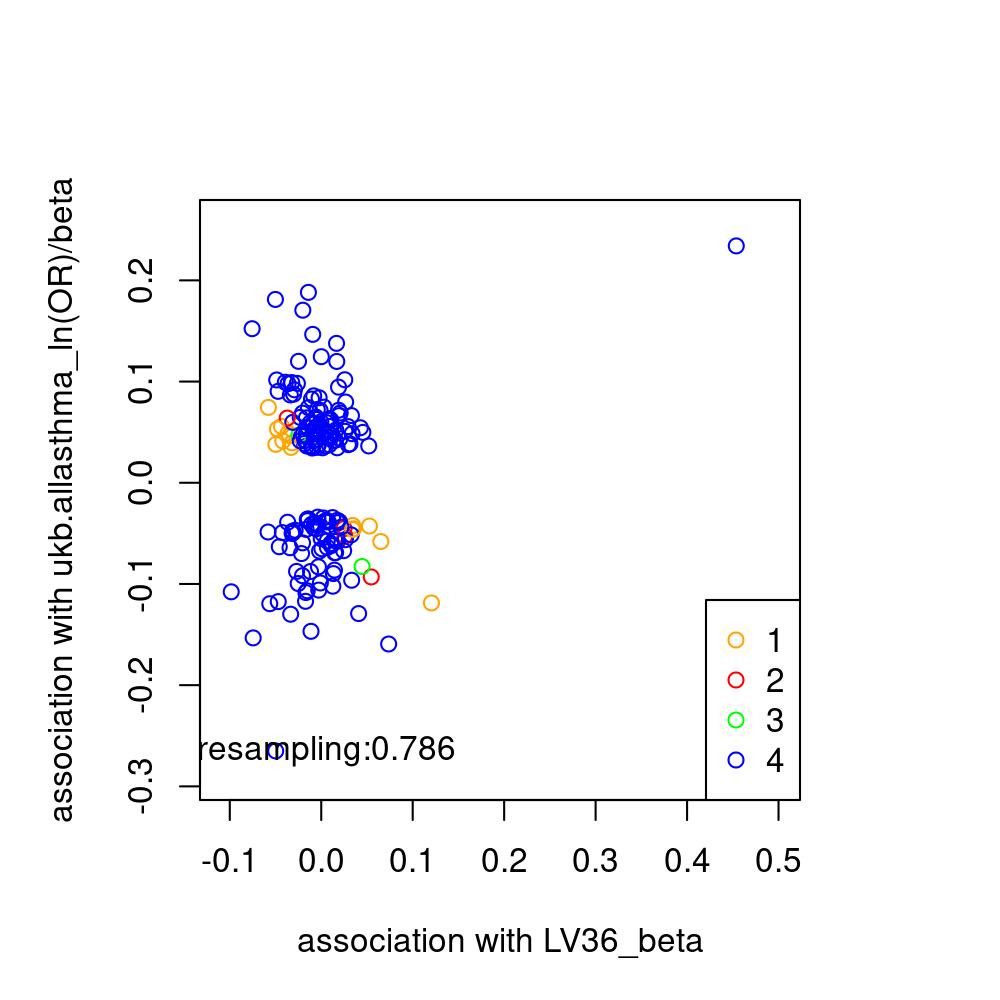 association with ukb.allasthma_ln(OR)/beta
0.2
0.1
0.0
-0.1
-0.2
-0.3
resampling:0.786
1
2
3
4
-0.1 0.0 0.1 0.2 0.3 0.4 0.5
association with LV36_beta